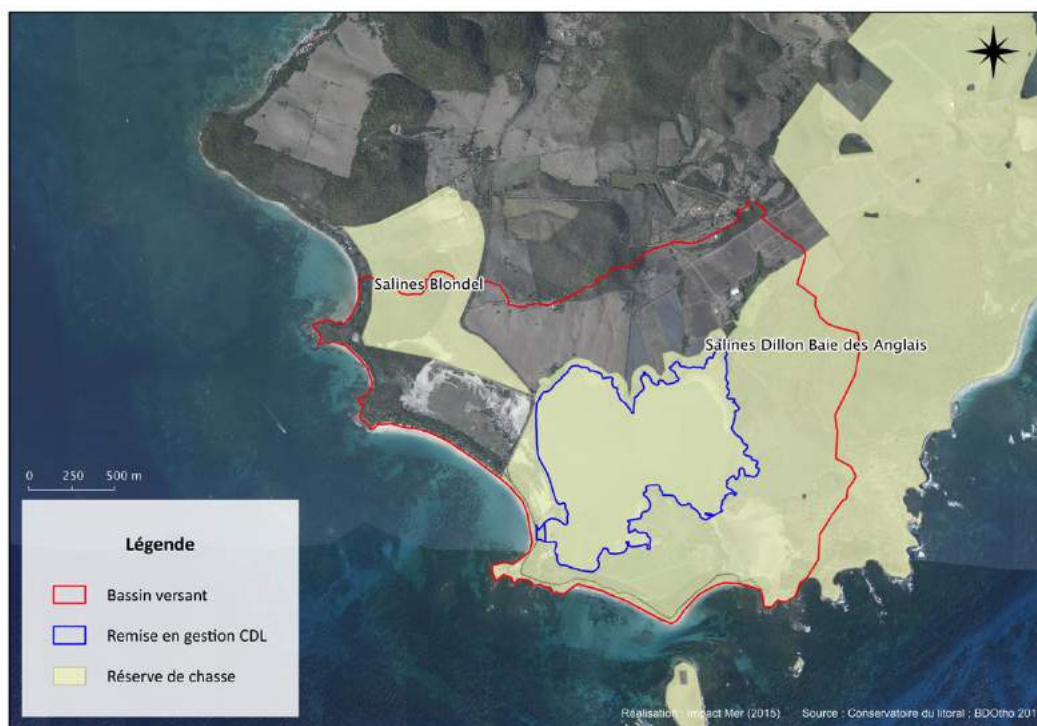 Salines Blondel
Salines Dillon Baie des Anglais
0 250 500 m
Légende
Bassin versant
Remise en gestion CDL
Réserve de chasse
Réalisation : Impact Mer (2015) Source : Conservatoire du littoral ; BDOtho 201